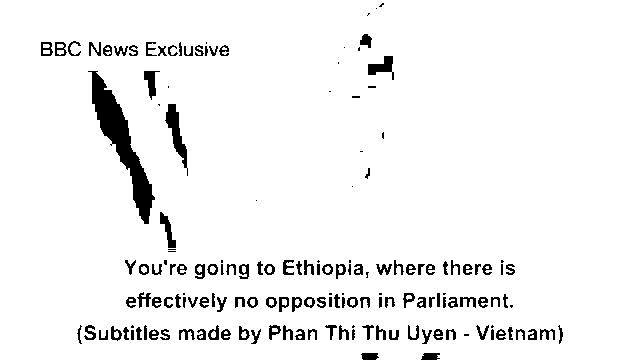 BBC News Exclusive
You're going to Ethiopia, where there is
effectively no opposition in Parliament.
(Subtitles made by Phan Thi Thu Uyen - Vietnam)